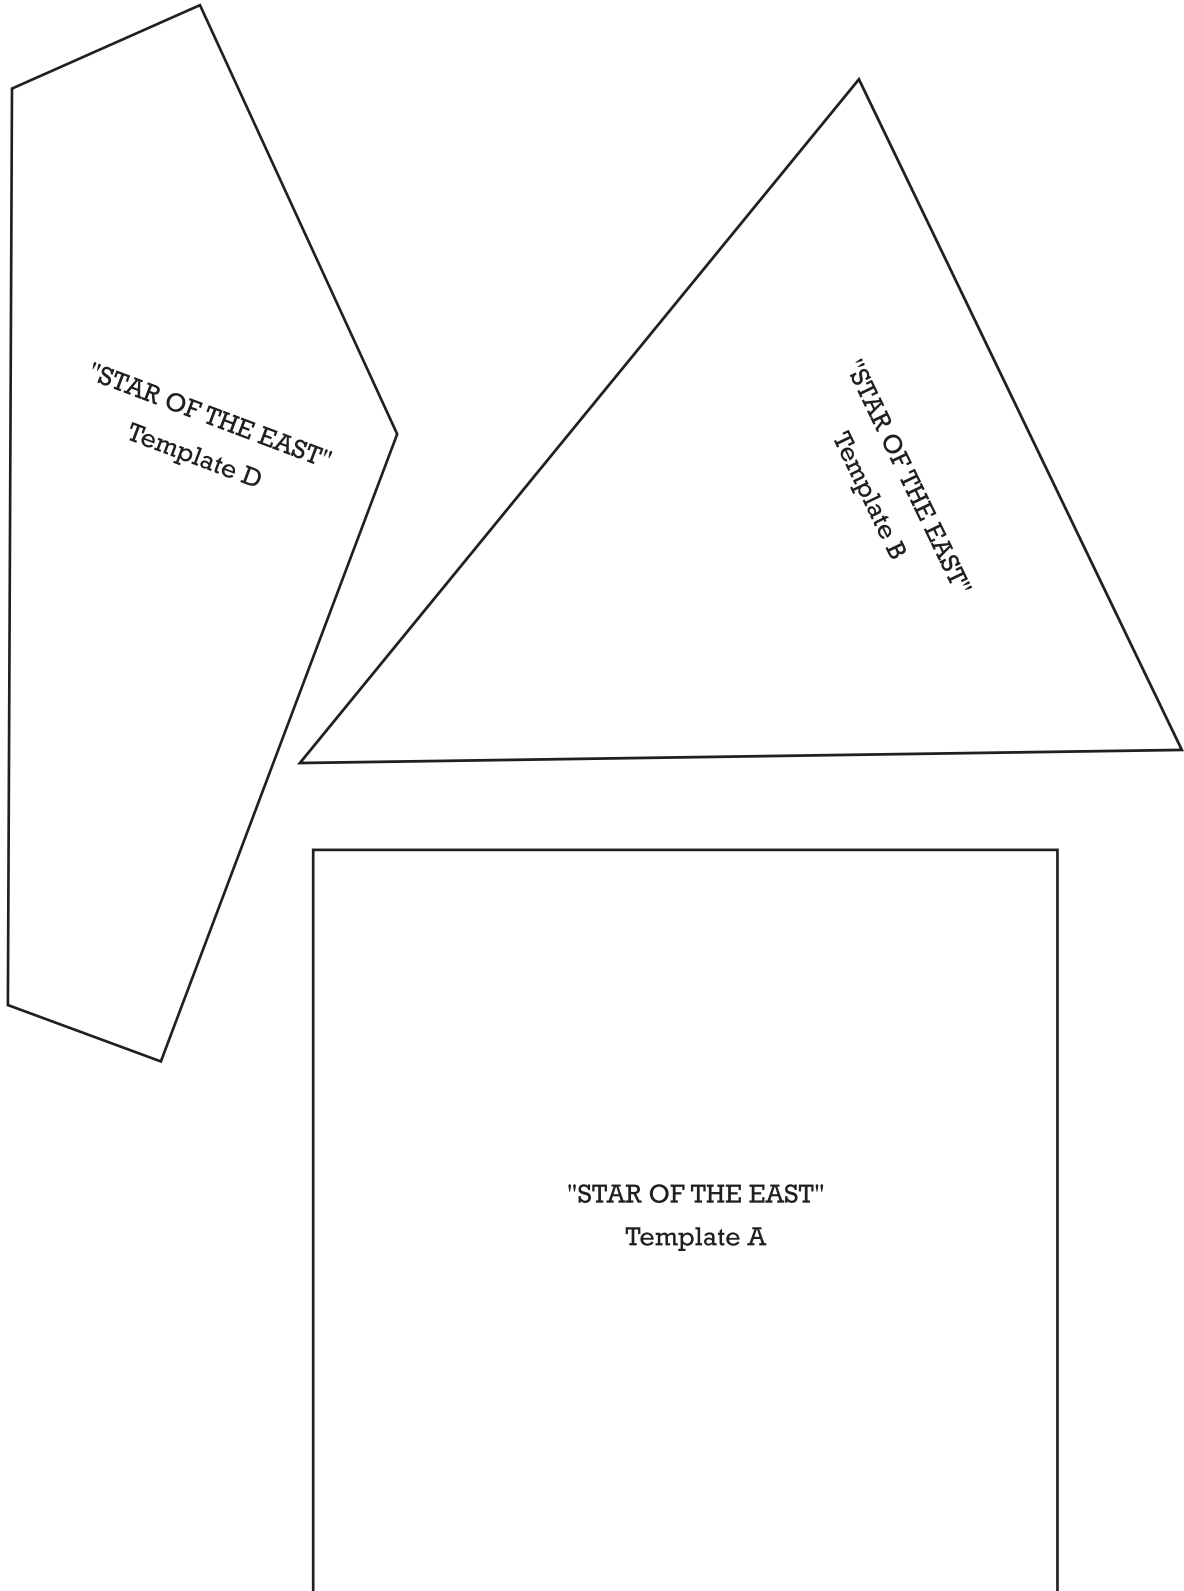 "STAR OF THE EAST"
Template D
"STAR OF THE EAST"
Template B
"STAR OF THE EAST"
Template A